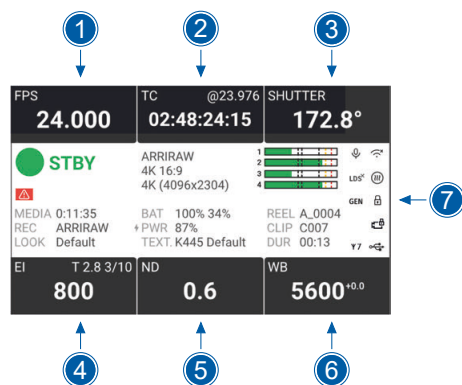 1 2 3
FPS TC @23.976 SHUTTER
24.000 02:48:24:15 172.8°
STBY
ARRIRAW
4K 16:9
4K (4096x2304)
1
2
3
4
LDS
GEN
7
MEDIA 0:11:35 BAT 100% 34% REEL A_0004
REC ARRIRAW PWR 87% CLIP C007
LOOK Default TEXT. K445 Default DUR 00:13
Y7
EI T 2.8 3/10 ND WB
800 0.6 5600+0.0
4 5 6